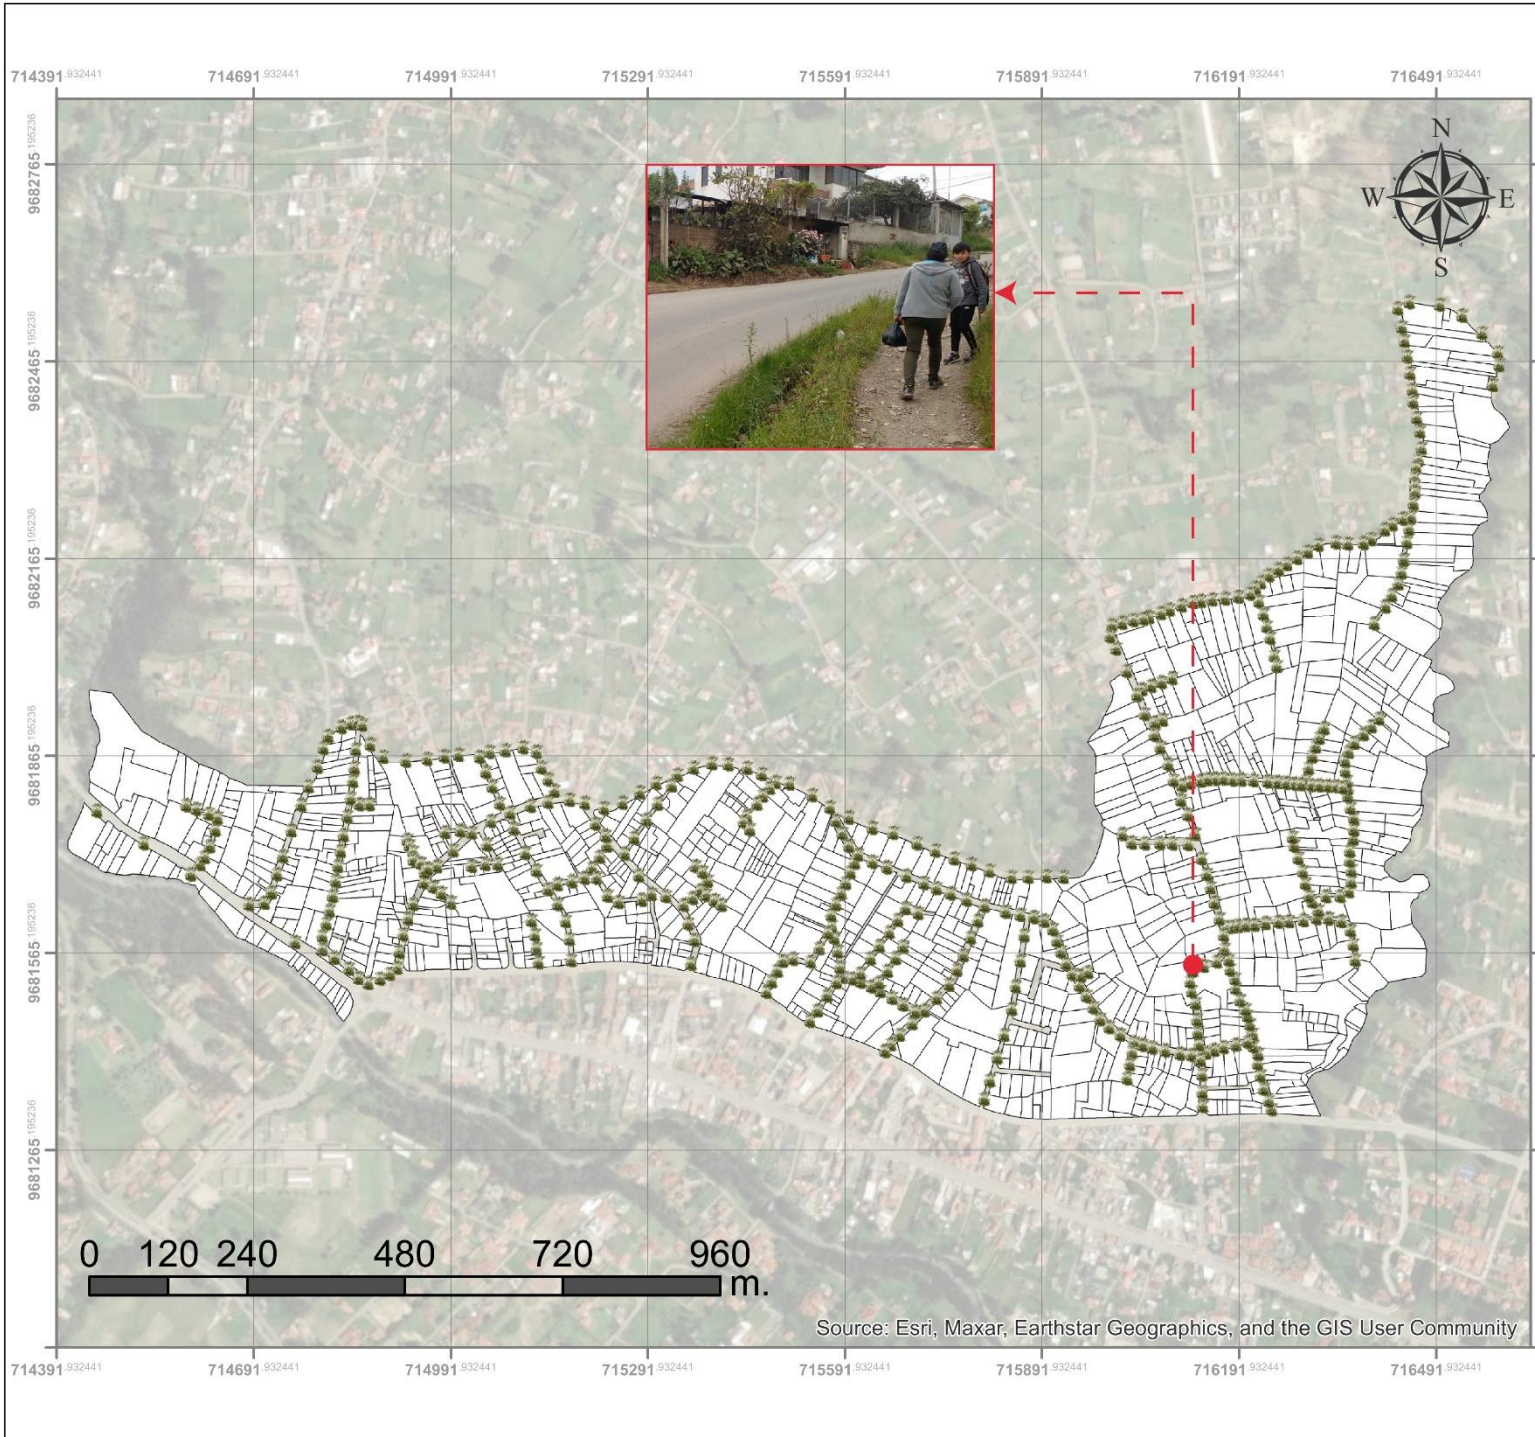 714391.932441 714691.932441 714991.932441 715291.932441 715591.932441 715891.932441 716191.932441 716491.932441
N
W E
S
9682765.195236
9682465.195236
9682165.195236
9681865.195236
9681565.195236
9681265.195236
0 120 240 480 720 960
m.
Source: Esri, Maxar, Earthstar Geographics, and the GIS User Community
714391.932441 714691.932441 714991.932441 715291.932441 715591.932441 715891.932441 716191.932441 716491.932441